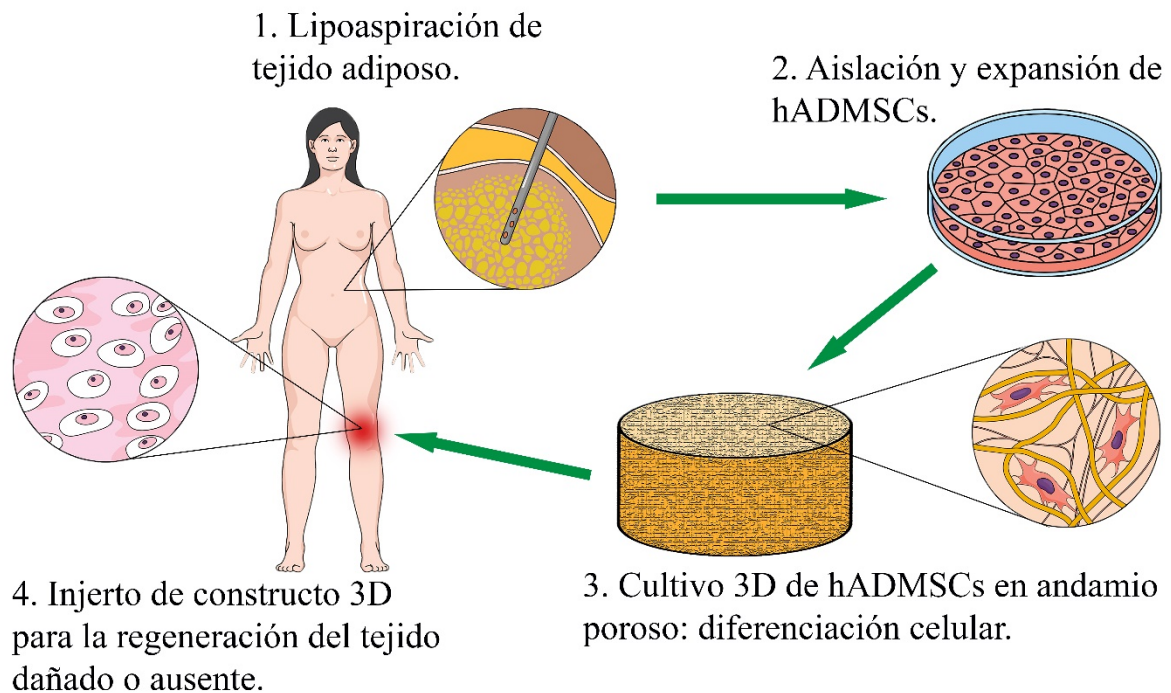 1. Lipoaspiración de
tejido adiposo.
2. Aislación y expansión de
hADMSCs.
3. Cultivo 3D de hADMSCs en andamio
poroso: diferenciación celular.
4. Injerto de constructo 3D
para la regeneración del tejido
dañado o ausente.